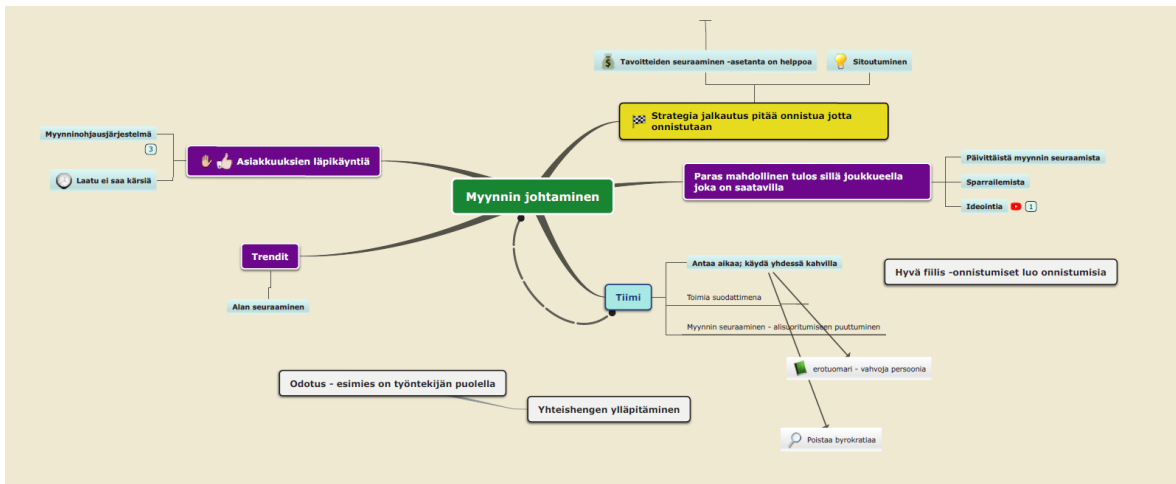 Tavoitteiden seuraaminen -asetanta on helppoa
Sitoutuminen
Strategia jalkautus pitää onnistua jotta
onnistutaan
Myynninohjausjärjestelmä
3
Laatu ei saa kärsiä
Asiakkuuksien läpikäyntiä
Myynnin johtaminen
Paras mahdollinen tulos sillä joukkueella
joka on saatavilla
Päivittäistä myynnin seuraamista
Sparrailemista
Ideointia
1
Trendit
Alan seuraaminen
Tiimi
Antaa aikaa; käydä yhdessä kahvilla
Toimia suodattimena
Myynnin seuraaminen - alisuoritumiseen puuttuminen
Hyvä fiilis -onnistumiset luo onnistumisia
erotuomari - vahvoja persoonia
Poistaa byrokratiaa
Odotus - esimies on työntekijän puolella
Yhteishengen ylläpitäminen